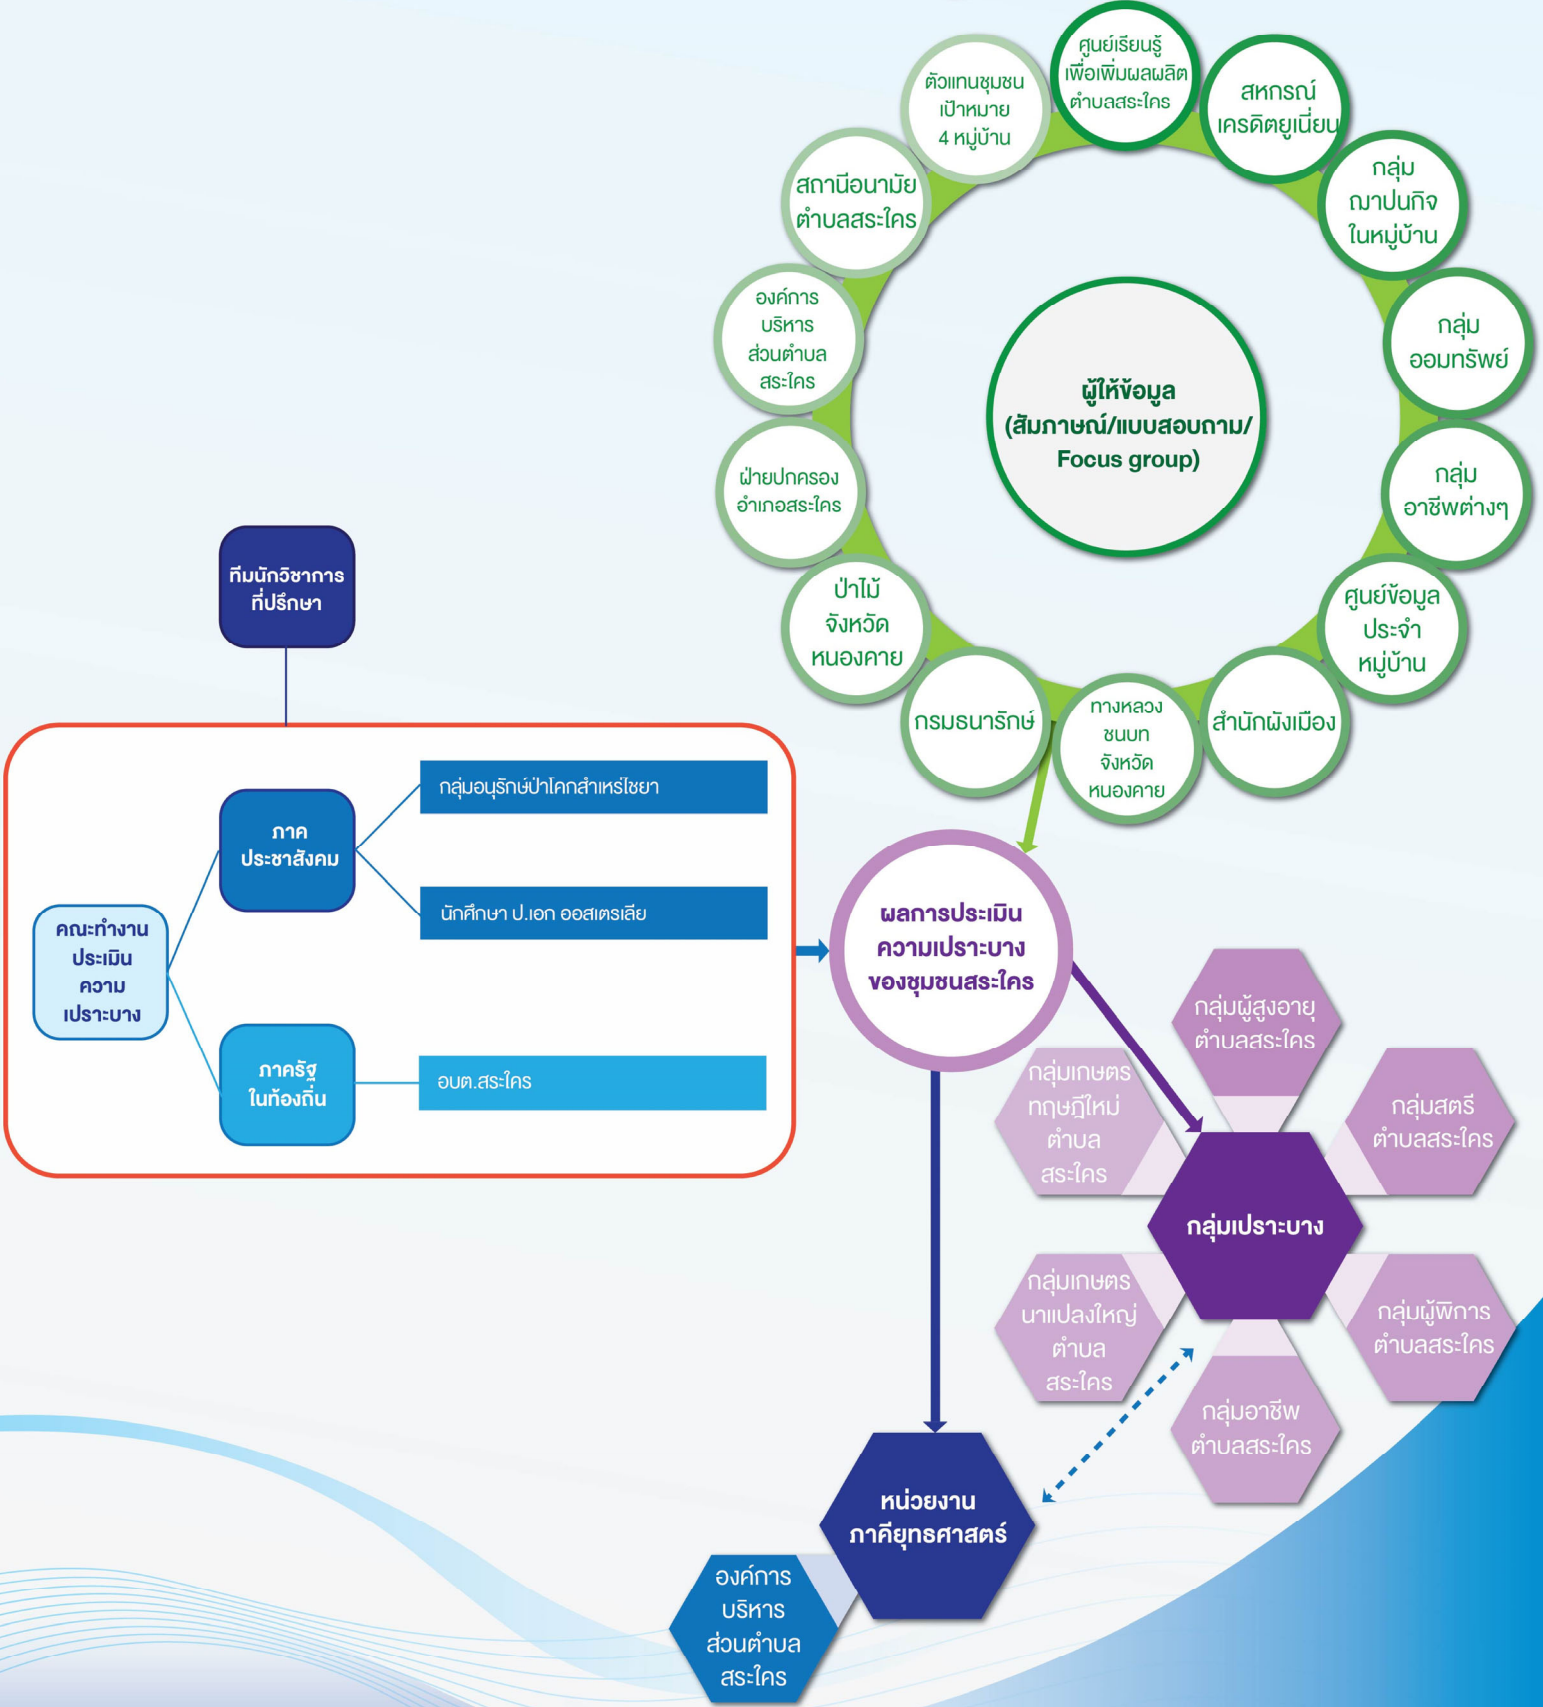 ศูนย์เรียนรู้
เพื่อเพิ่มผลผลิต
ตำบลสระใคร
สหกรณ์
เครดิตยูเนี่ยน
กลุ่ม
ฌาปนกิจ
ในหมู่บ้าน
กลุ่ม
ออมทรัพย์
กลุ่ม
อาชีพต่างๆ
ศูนย์ข้อมูล
ประจำ
หมู่บ้าน
สำนักผังเมือง
ทางหลวง
ชนบท
จังหวัด
หนองคาย
กรมธนารักษ์
ป่าไม้
จังหวัด
หนองคาย
ฝ่ายปกครอง
อำเภอสระใคร
องค์การ
บริหาร
ส่วนตำบล
สระใคร
สถานีอนามัย
ตำบลสระใคร
ตัวแทนชุมชน
เป้าหมาย
4 หมู่บ้าน
ผู้ให้ข้อมูล
(สัมภาษณ์/แบบสอบถาม/
Focus group)
ทีมนักวิชาการ
ที่ปรึกษา
คณะทำงาน
ประเมิน
ความ
เปราะบาง
ภาค
ประชาสังคม
กลุ่มอนุรักษ์ป่าโคกสำเหร่ไชยา
นักศึกษา ป.เอก ออสเตรเลีย
ภาครัฐ
ในท้องถิ่น
อบต.สระใคร
ผลการประเมิน
ความเปราะบาง
ของชุมชนสระใคร
กลุ่มผู้สูงอายุ
ตำบลสระใคร
กลุ่มสตรี
ตำบลสระใคร
กลุ่มผู้พิการ
ตำบลสระใคร
กลุ่มอาชีพ
ตำบลสระใคร
กลุ่มเกษตร
นาแปลงใหญ่
ตำบล
สระใคร
กลุ่มเกษตร
ทฤษฎีใหม่
ตำบล
สระใคร
กลุ่มเปราะบาง
หน่วยงาน
ภาคียุทธศาสตร์
องค์การ
บริหาร
ส่วนตำบล
สระใคร